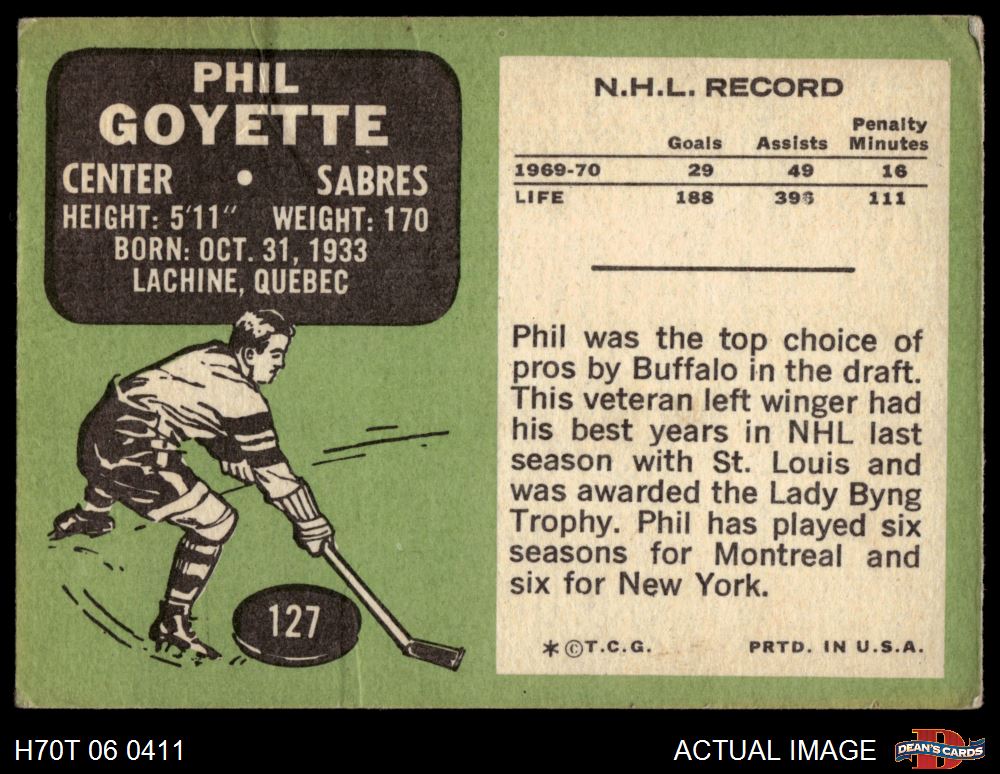 PHIL
GOYETTE
CENTER • SABRES
HEIGHT: 5'11" WEIGHT: 170
BORN: OCT. 31, 1933
LACHINE, QUEBEC
127
N.H.L. RECORD
Goals Assists Penalty Minutes
1969-70 29 49 16
LIFE 188 396 111
Phil was the top choice of
pros by Buffalo in the draft.
This veteran left winger had
his best years in NHL last
season with St. Louis and
was awarded the Lady Byng
Trophy. Phil has played six
seasons for Montreal and
six for New York.
*©T.C.G. PRTD. IN U.S.A.
H70T 06 0411
ACTUAL IMAGE
D
DEAN'S CARDS